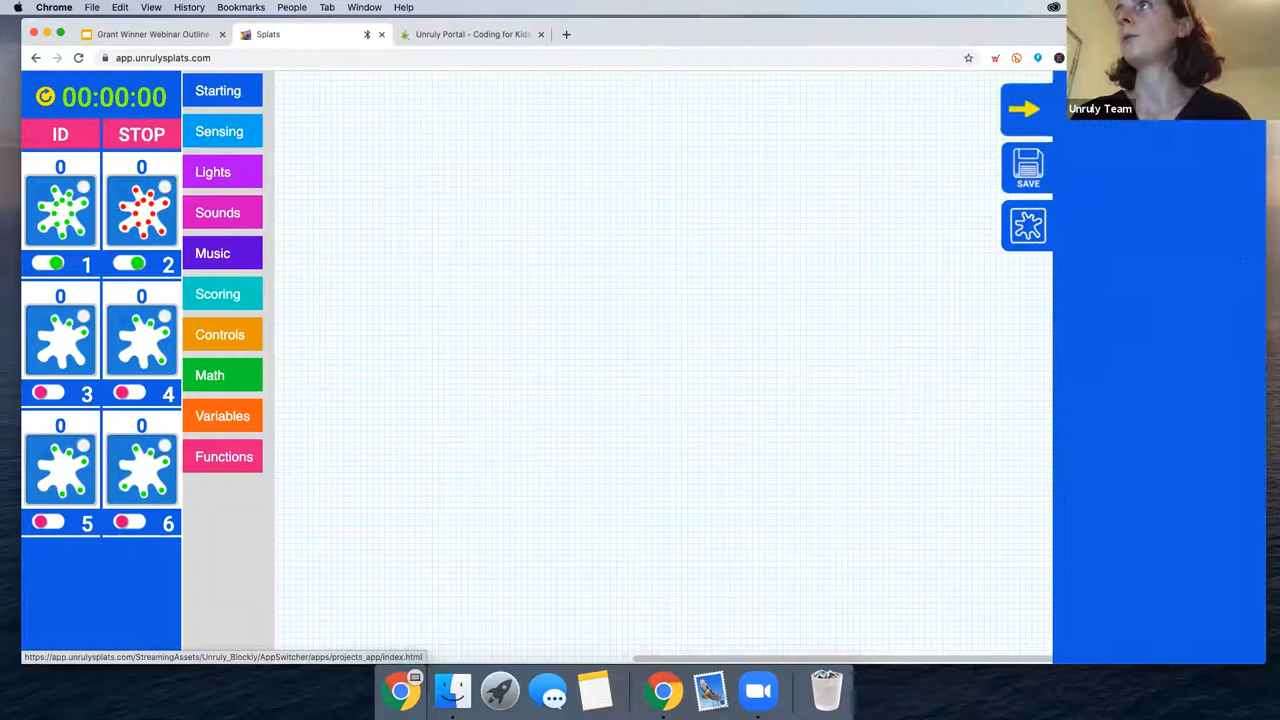 Chrome File Edit View History Bookmarks People Tab Window Help
Grant Winner Webinar Outline Splats Unruly Portal - Coding for Kids
app.unrulysplats.com
00:00:00
ID STOP
0 0
1 2
0 0
3 4
0 0
5 6
Starting
Sensing
Lights
Sounds
Music
Scoring
Controls
Math
Variables
Functions
SAVE
Unruly Team
https://app.unrulysplats.com/StreamingAssets/Unruly_Blockly/AppSwitcher/apps/projects_app/index.html